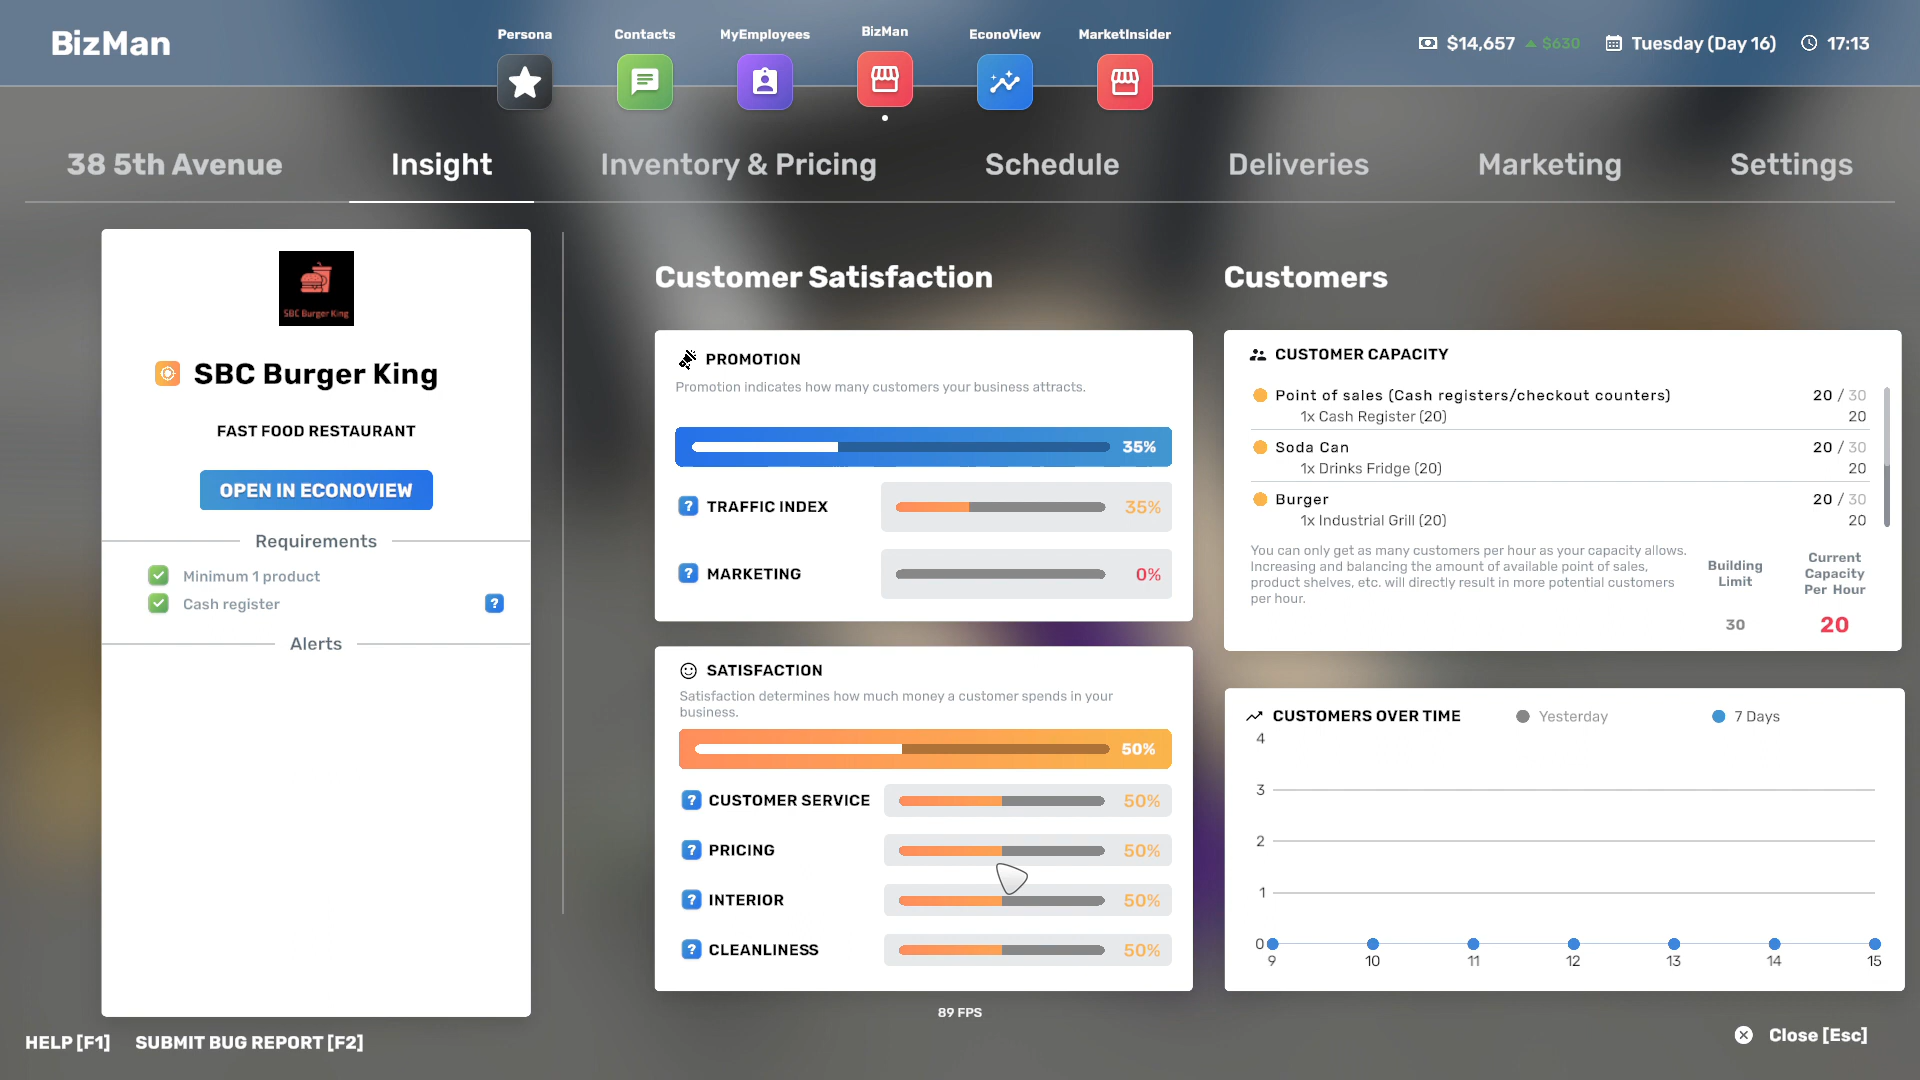 BizMan
Persona
Contacts
MyEmployees
BizMan
EconoView
MarketInsider
$14,657 $630 Tuesday (Day 16) 17:13
38 5th Avenue
Insight
Inventory & Pricing
Schedule
Deliveries
Marketing
Settings
SBC Burger King
SBC Burger King
FAST FOOD RESTAURANT
OPEN IN ECONOVIEW
Requirements
Minimum 1 product
Cash register ?
Alerts
Customer Satisfaction
PROMOTION
Promotion indicates how many customers your business attracts.
35%
? TRAFFIC INDEX 35%
? MARKETING 0%
SATISFACTION
Satisfaction determines how much money a customer spends in your
business.
50%
? CUSTOMER SERVICE 50%
? PRICING 50%
? INTERIOR 50%
? CLEANLINESS 50%
Customers
CUSTOMER CAPACITY
Point of sales (Cash registers/checkout counters) 20 / 30
1x Cash Register (20) 20
Soda Can 20 / 30
1x Drinks Fridge (20) 20
Burger 20 / 30
1x Industrial Grill (20) 20
You can only get as many customers per hour as your capacity allows.
Increasing and balancing the amount of available point of sales,
product shelves, etc. will directly result in more potential customers
per hour.
Building
Limit
30
Current
Capacity
Per Hour
20
CUSTOMERS OVER TIME Yesterday 7 Days
4
3
2
1
0
9 10 11 12 13 14 15
89 FPS
HELP [F1] SUBMIT BUG REPORT [F2]
Close [Esc]